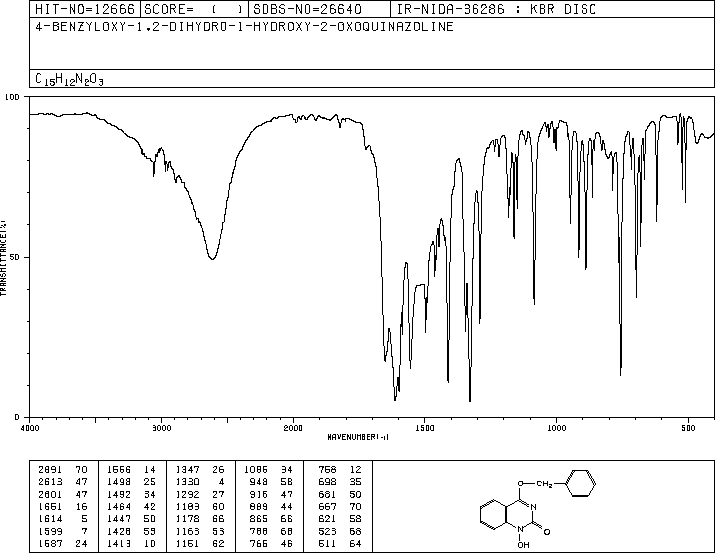 HIT-NO=12666 SCORE= ( ) SDBS-NO=26640 IR-NIDA-36286 : KBR DISC
4-BENZYLOXY-1,2-DIHYDRO-1-HYDROXY-2-OXOQUINAZOLINE
C15H12N2O3
100
TRANSMITTANCE(%)
50
0
4000 3000 2000 1500 1000 500
WAVENUMBER(-1)
2891 70 1566 14 1347 26 1086 34 758 12
2613 47 1498 25 1330 4 948 58 698 35
2601 47 1492 34 1292 27 916 47 681 50
1651 16 1464 42 1183 60 889 44 667 70
1614 5 1447 50 1178 66 865 66 621 58
1599 7 1428 59 1163 53 788 68 523 68
1587 24 1413 10 1151 62 766 46 511 64
O-CH2
N
N
O
OH